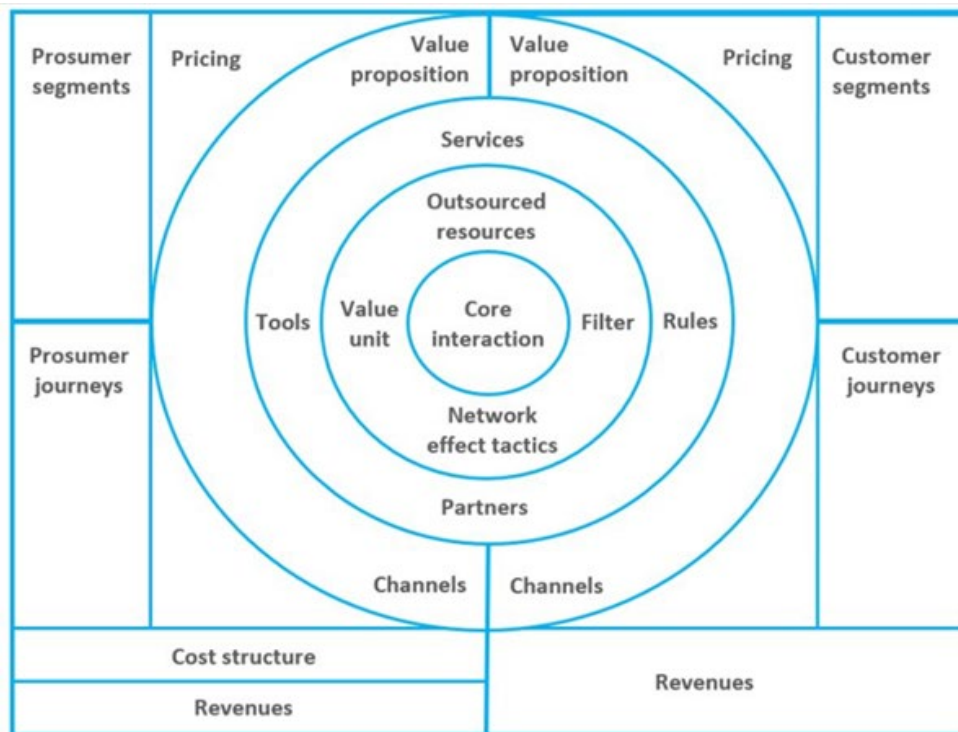 Prosumer
segments
Pricing
Value
proposition
Value
proposition
Pricing
Customer
segments
Services
Outsourced
resources
Tools
Value
unit
Core
interaction
Filter
Rules
Prosumer
journeys
Customer
journeys
Network
effect tactics
Partners
Channels
Channels
Cost structure
Revenues
Revenues